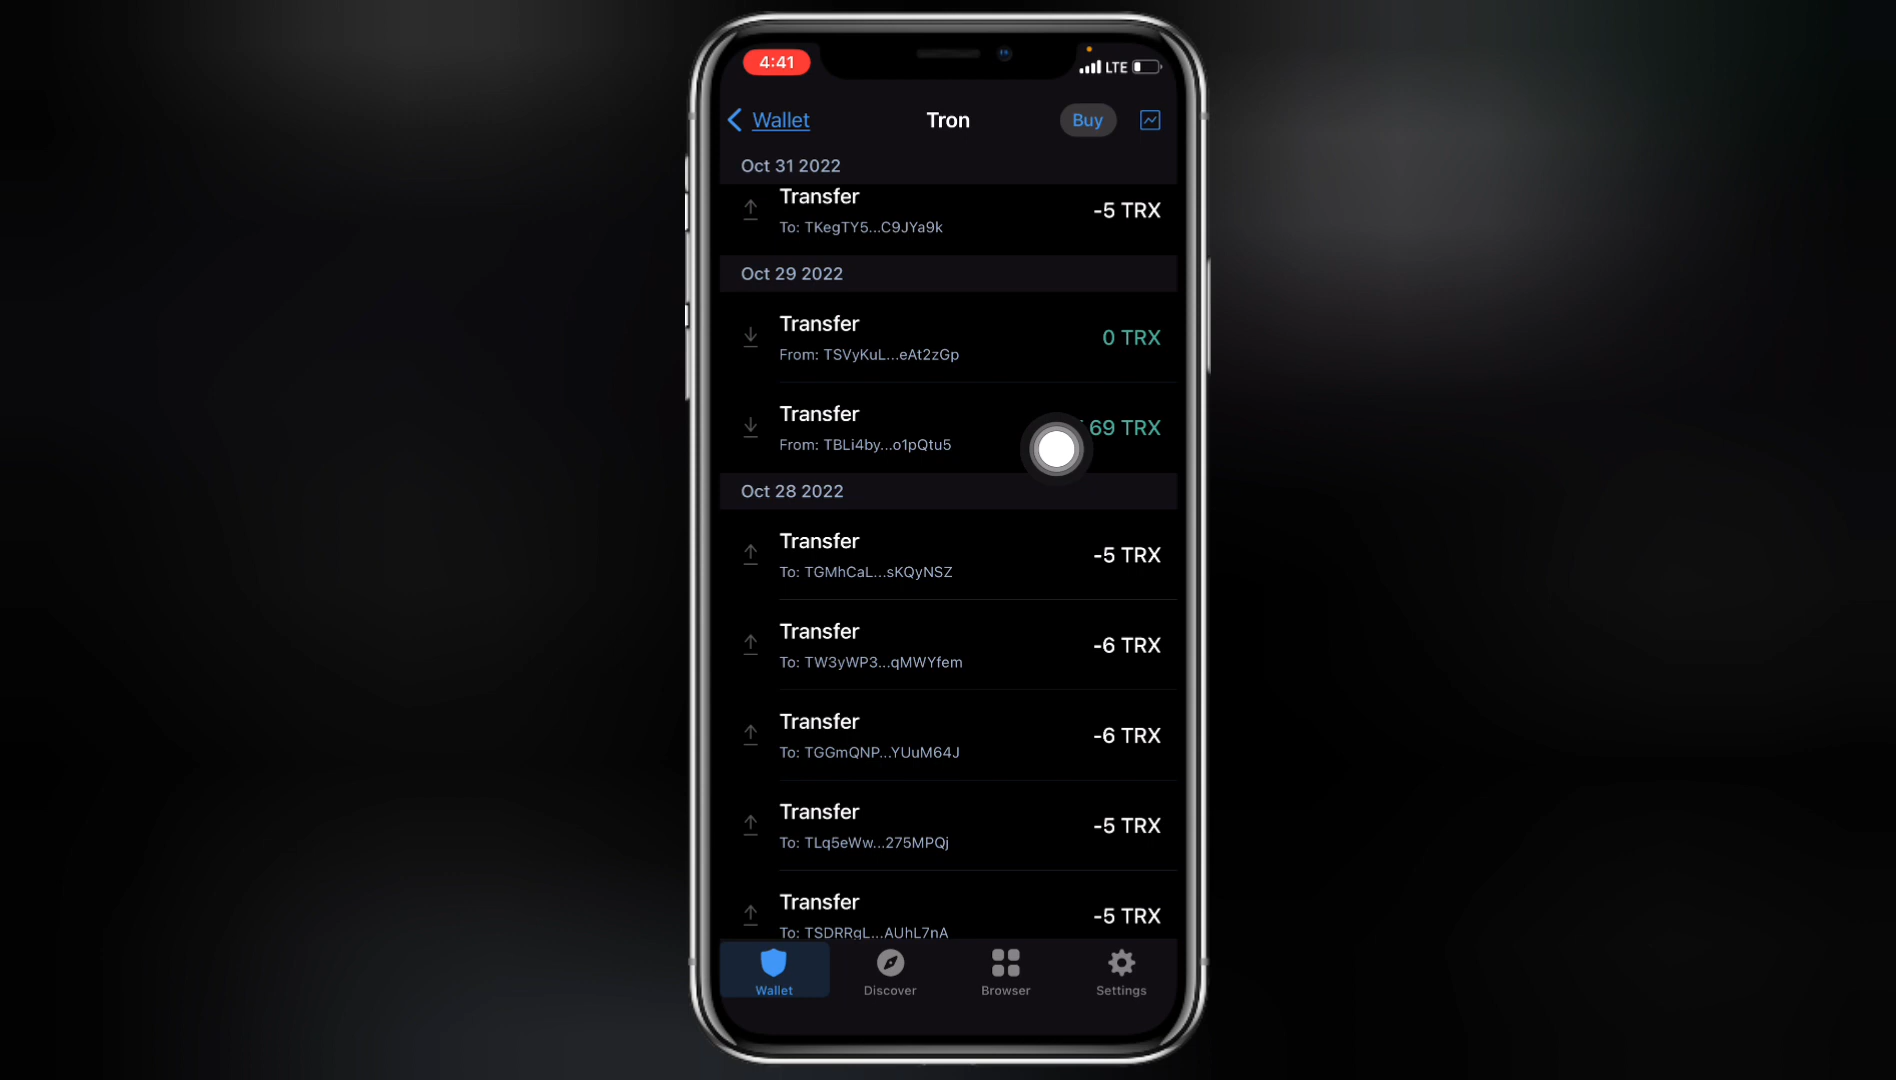 4:41
LTE
Wallet
Tron
Buy
Oct 31 2022
Transfer
-5 TRX
To: TKegTY5...C9JYa9k
Oct 29 2022
Transfer
0 TRX
From: TSVyKuL...eAt2zGp
Transfer
69 TRX
From: TBLi4by...o1pQtu5
Oct 28 2022
Transfer
-5 TRX
To: TGMhCaL...sKQyNSZ
Transfer
-6 TRX
To: TW3yWP3...qMWYfem
Transfer
-6 TRX
To: TGGmQNP...YUuM64J
Transfer
-5 TRX
To: TLq5eWw...275MPQj
Transfer
-5 TRX
To: TSDRRgL...AUhL7nA
Wallet
Discover
Browser
Settings